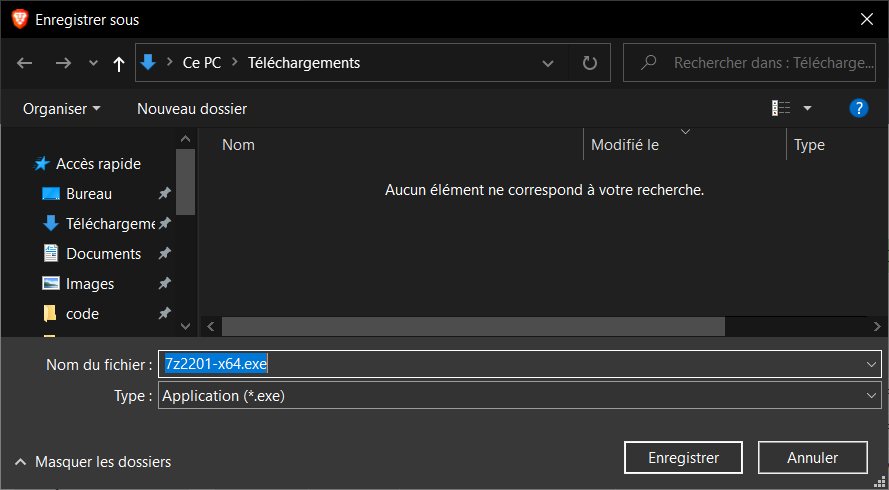 Enregistrer sous
Ce PC Téléchargements
Rechercher dans : Télécharge...
Organiser Nouveau dossier
?
Nom Modifié le Type
Accès rapide
Aucun élément ne correspond à votre recherche.
Bureau
Téléchargeme
Documents
Images
code
Nom du fichier : 7z2201-x64.exe
Type : Application (*.exe)
Masquer les dossiers
Enregistrer Annuler